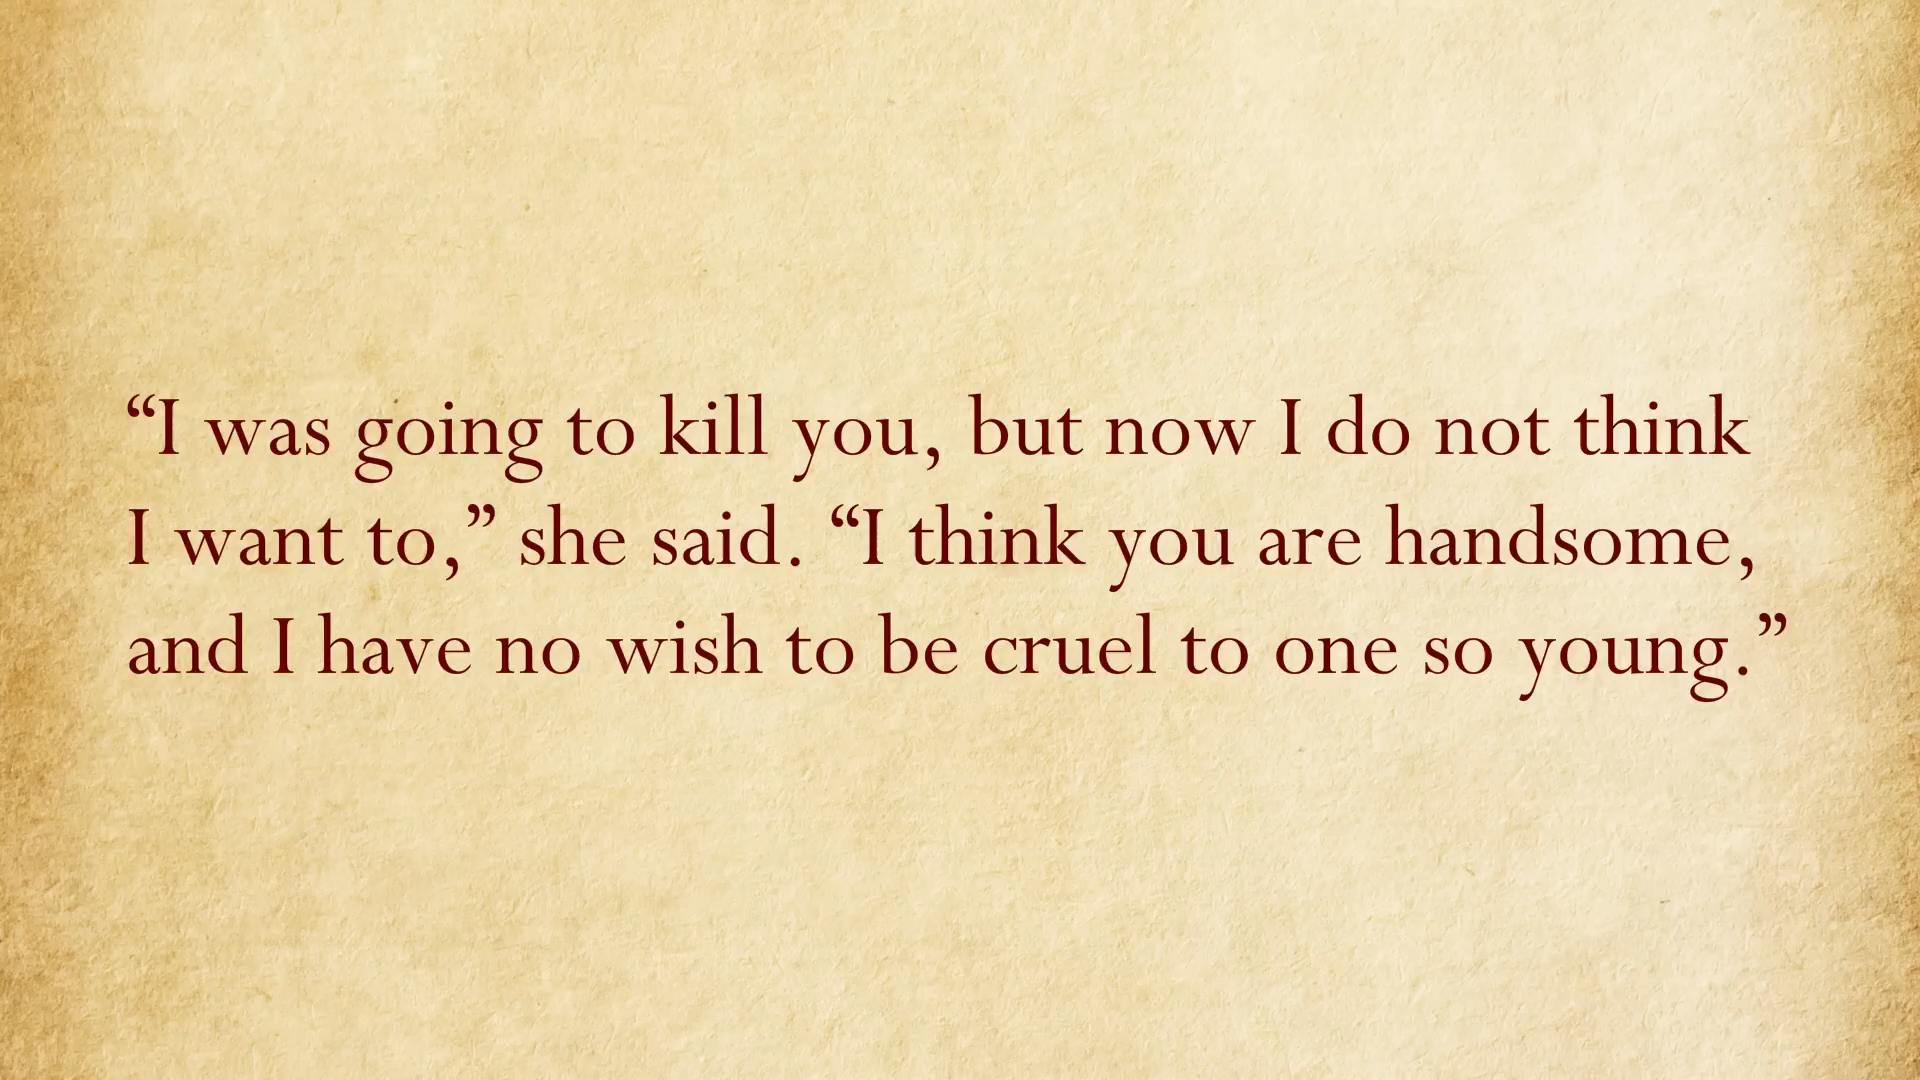 “I was going to kill you, but now I do not think
I want to,” she said. “I think you are handsome,
and I have no wish to be cruel to one so young.”